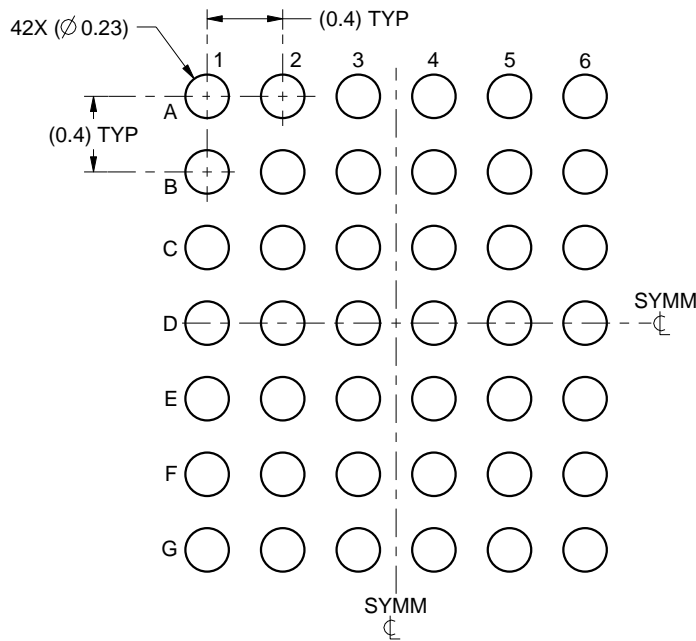 (0.4) TYP
42X (∅ 0.23)
1 2 3 4 5 6
A
(0.4) TYP
B
C
SYMM
D
℄
E
F
G
SYMM
℄